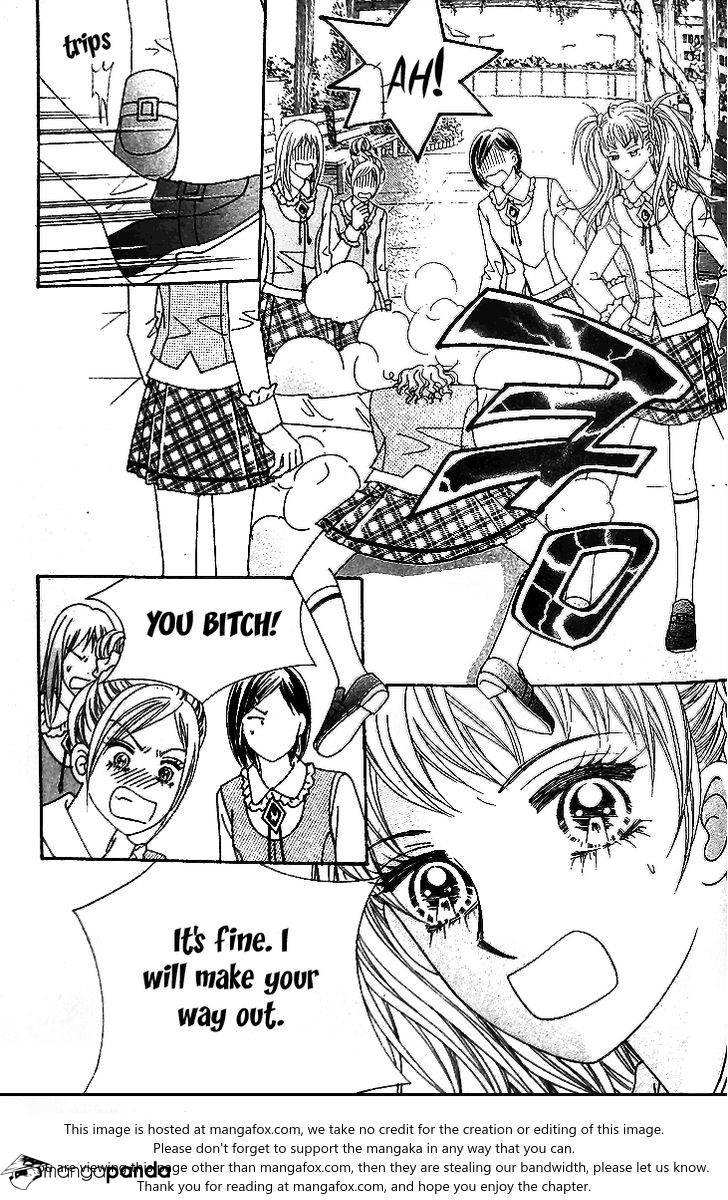 trips
AH!
쿠
당
YOU BITCH!
It's fine. I
will make your
way out.
This image is hosted at mangafox.com, we take no credit for the creation or editing of this image.
Please don't forget to support the mangaka in any way that you can.
are viewing this page other than mangafox.com, then they are stealing our bandwidth, please let us know.
Thank you for reading at mangafox.com, and hope you enjoy the chapter.
mangapanda